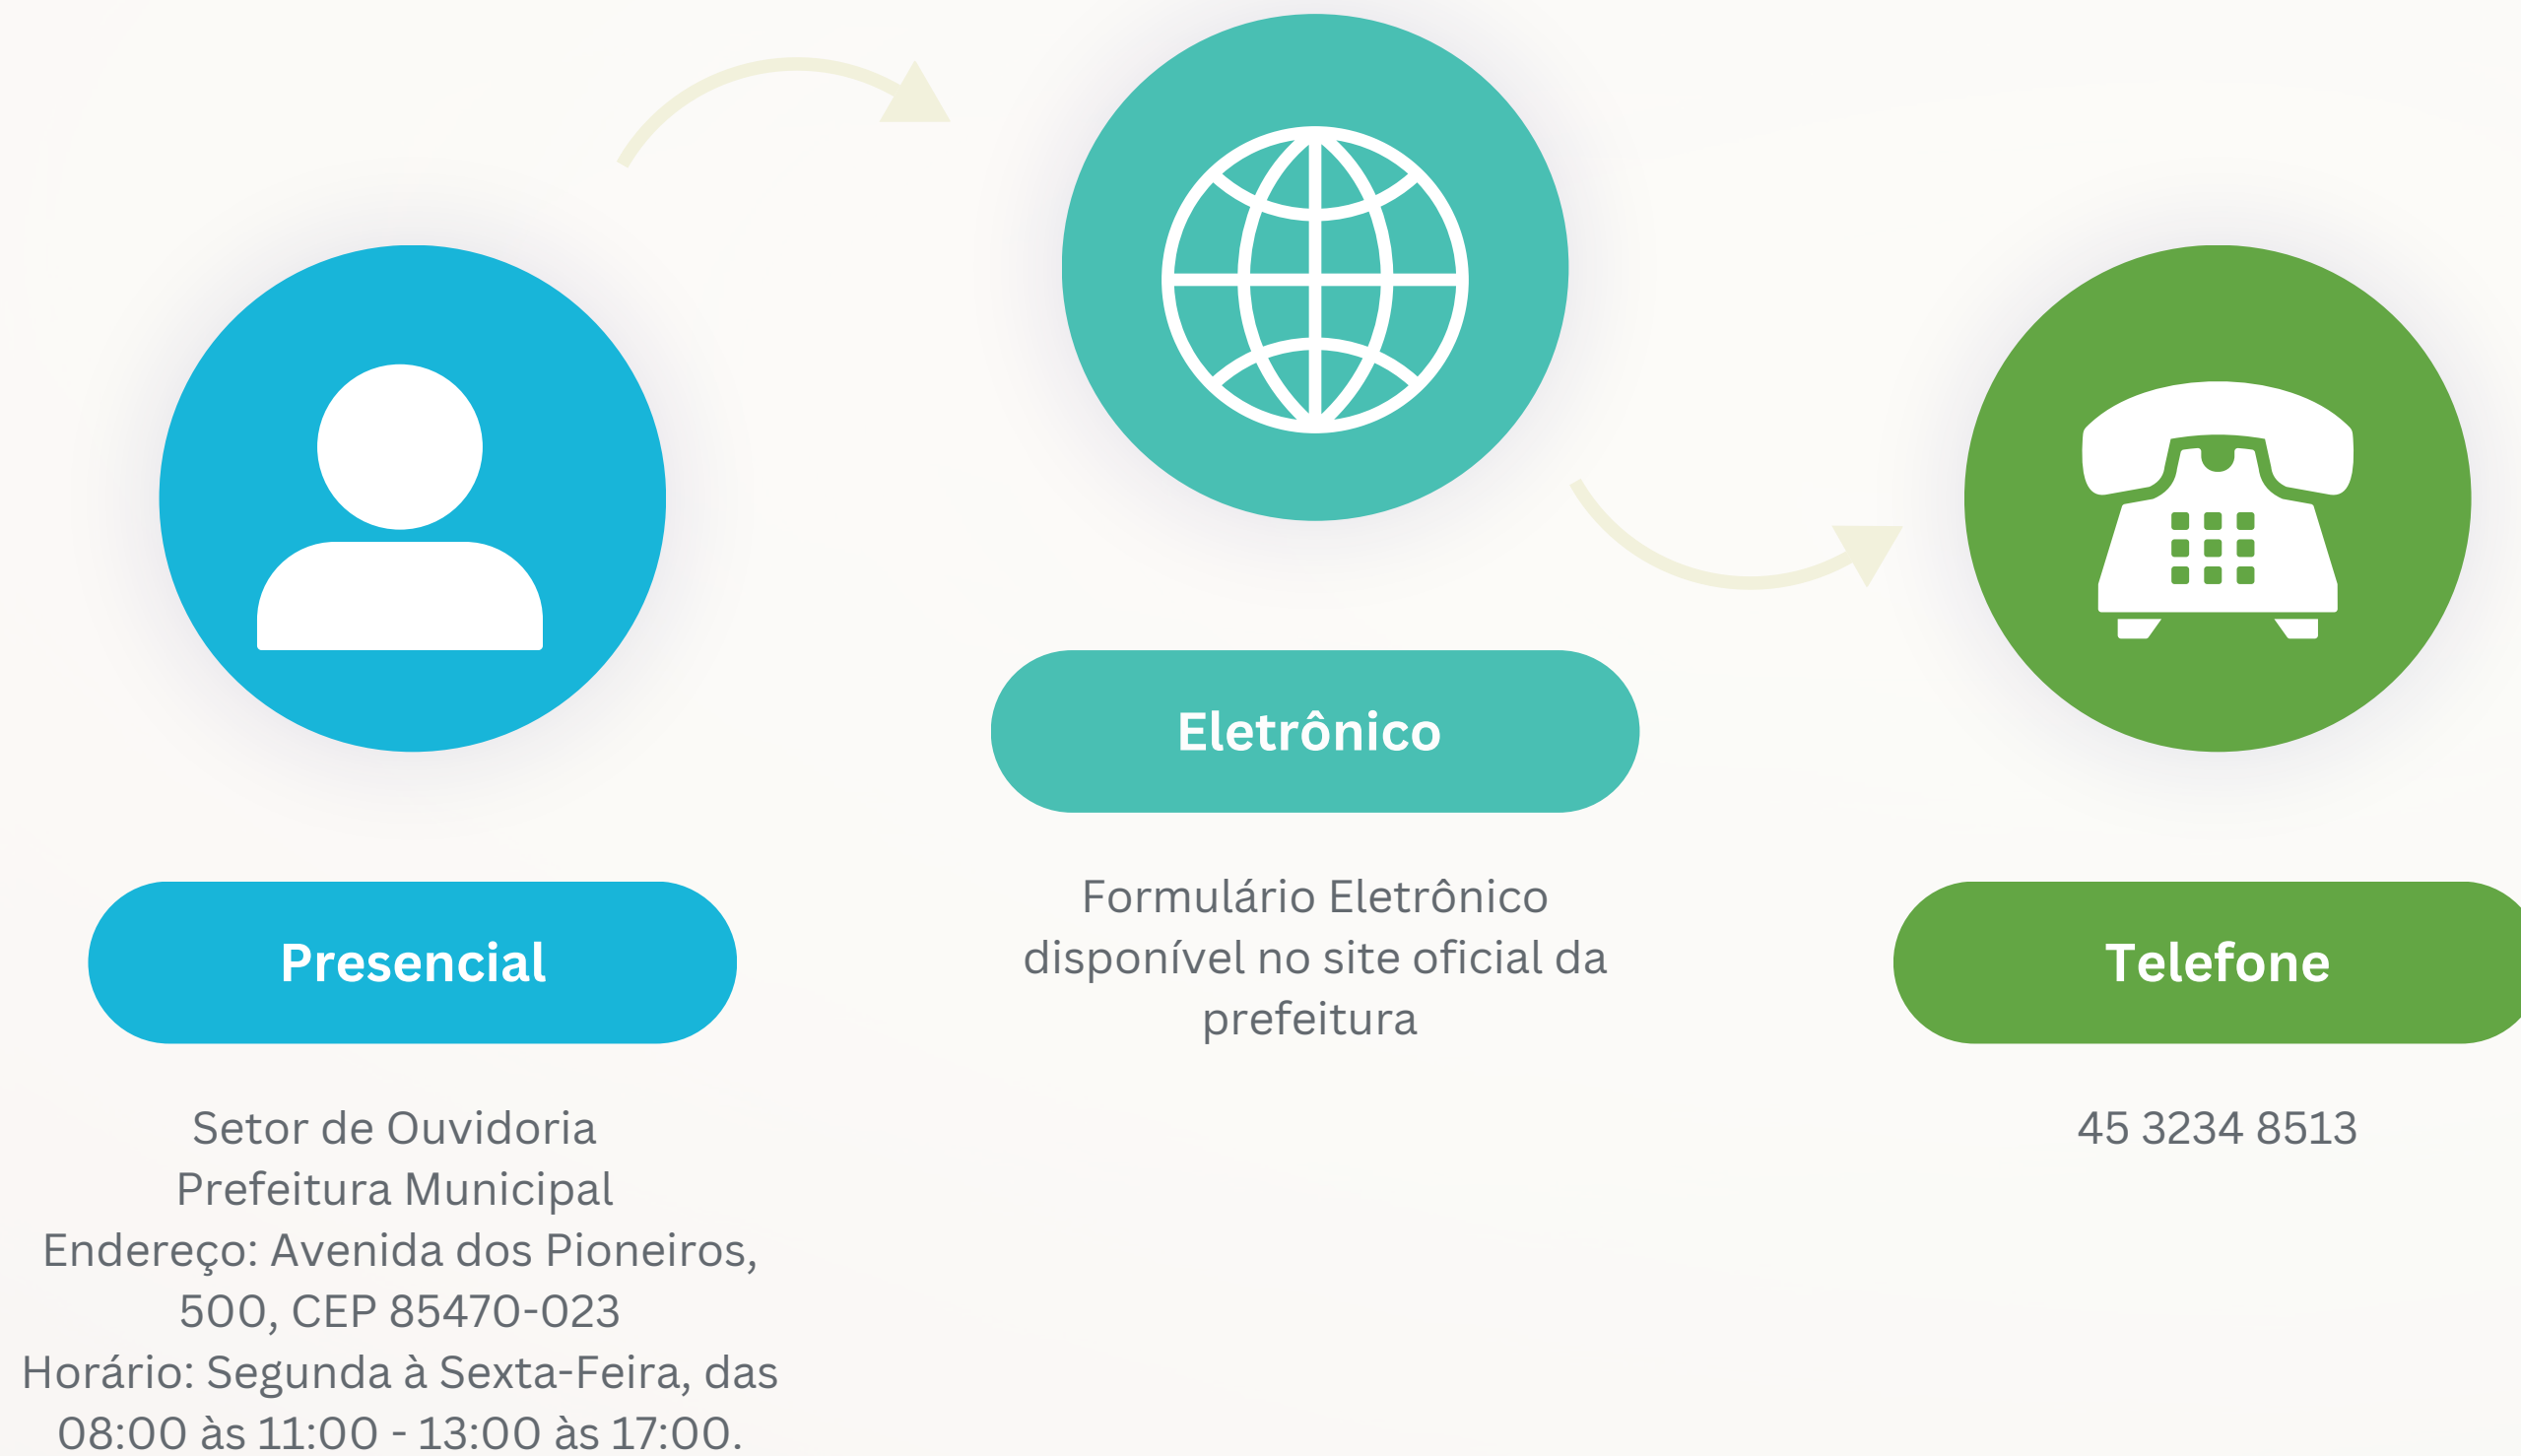 Presencial
Setor de Ouvidoria
Prefeitura Municipal
Endereço: Avenida dos Pioneiros,
500, CEP 85470-023
Horário: Segunda à Sexta-Feira, das
08:00 às 11:00 - 13:00 às 17:00.
Eletrônico
Formulário Eletrônico
disponível no site oficial da
prefeitura
Telefone
45 3234 8513